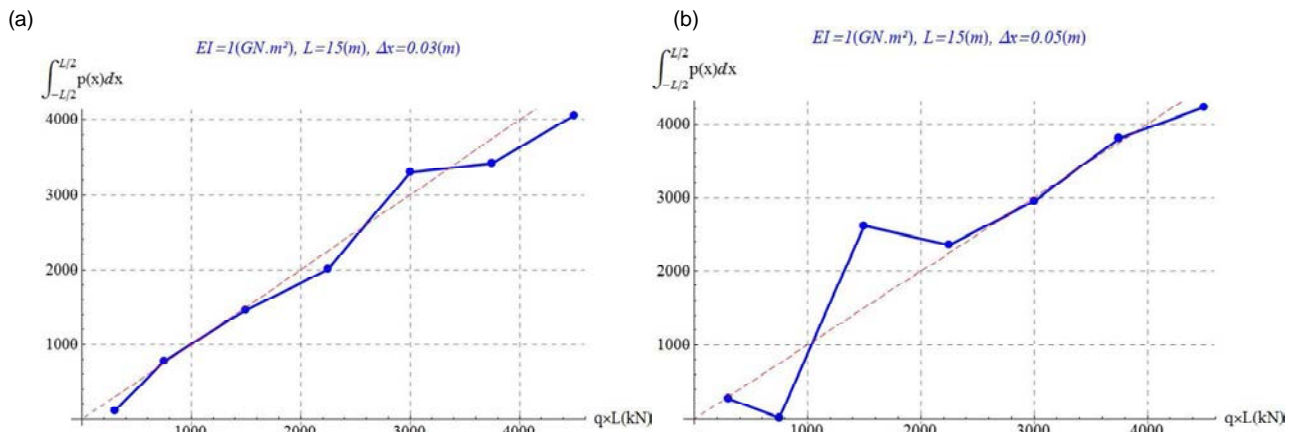 (a)
EI=1(GN.m²), L=15(m), Δx=0.03(m)
∫_{-L/2}^{L/2} p(x)dx
4000
3000
2000
1000
1000
2000
3000
4000
q×L(kN)
(b)
EI=1(GN.m²), L=15(m), Δx=0.05(m)
∫_{-L/2}^{L/2} p(x)dx
4000
3000
2000
1000
1000
2000
3000
4000
q×L(kN)